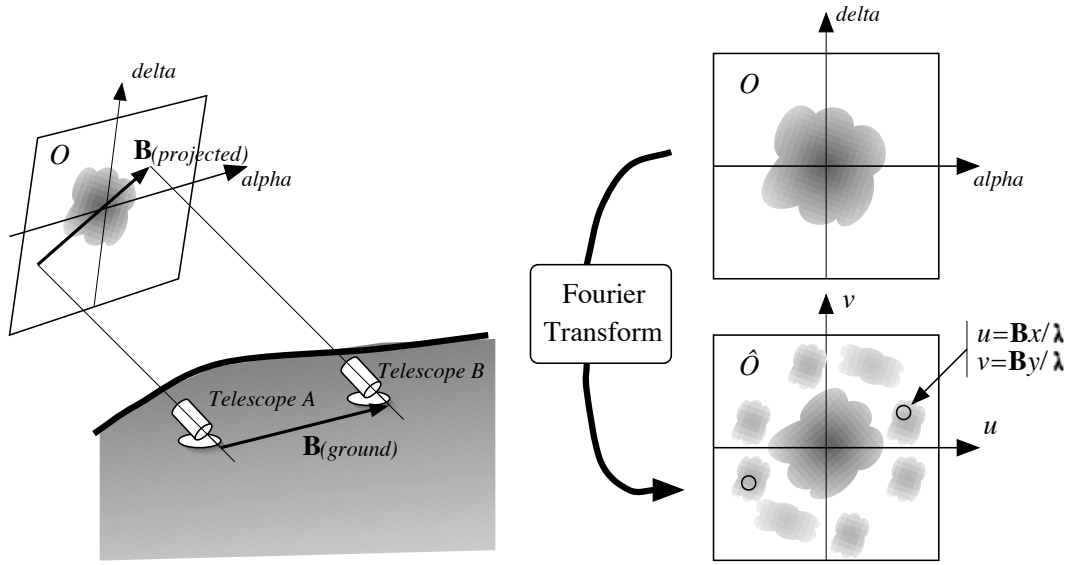 delta
O
B(projected)
alpha
Telescope B
Telescope A
B(ground)
Fourier
Transform
delta
O
alpha
v
Ô
u=Bx/λ
v=By/λ
u